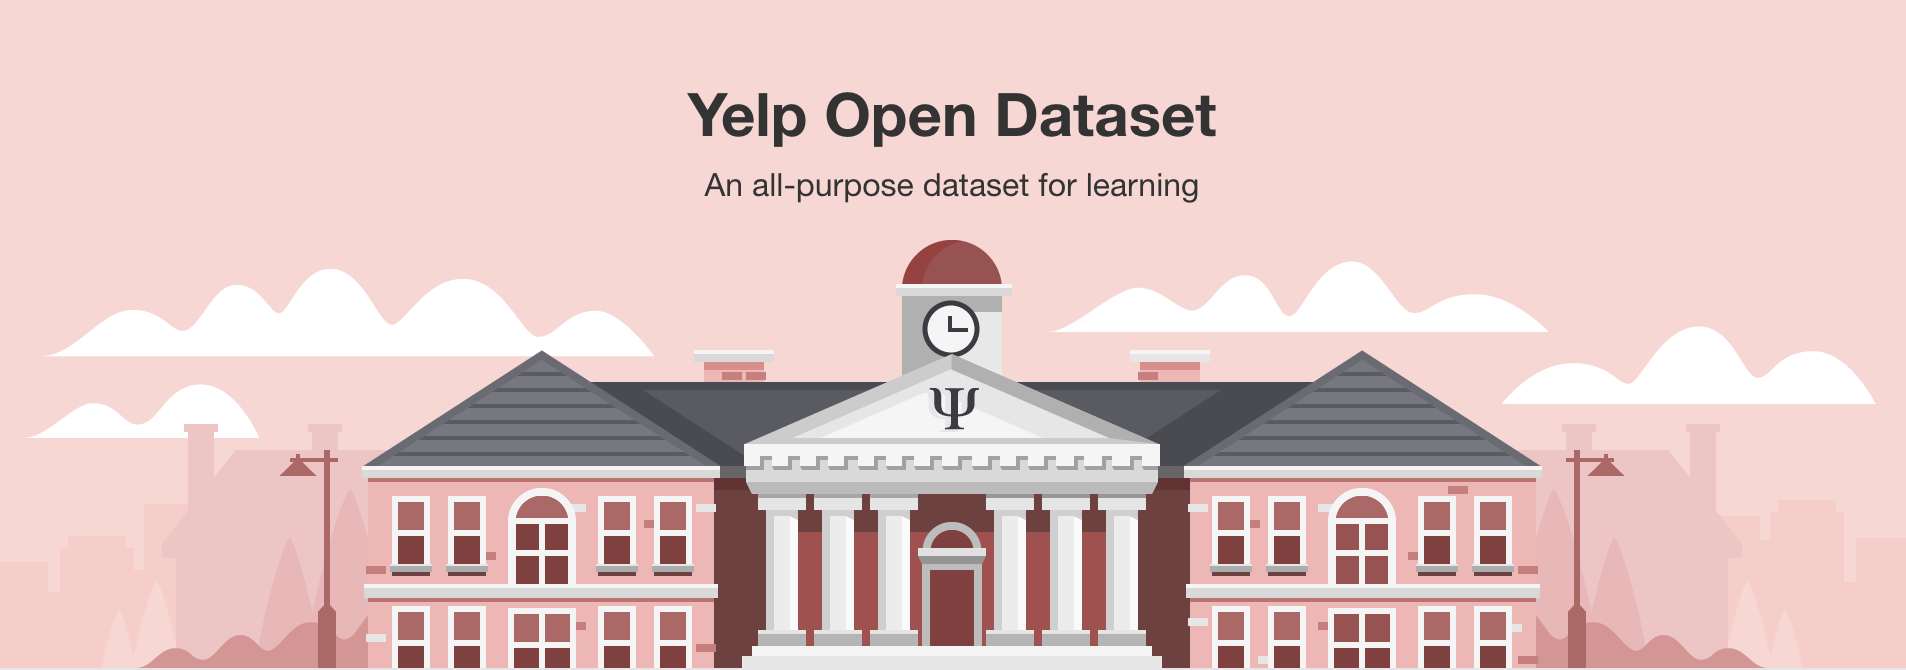 Yelp Open Dataset
An all-purpose dataset for learning
Ψ